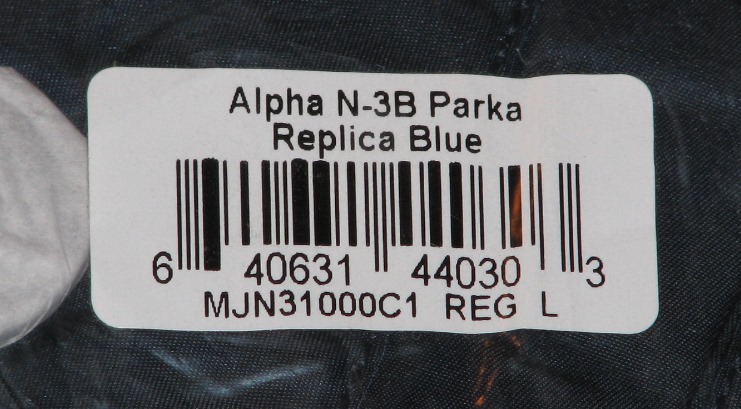 Alpha N-3B Parka
Replica Blue
6 40631 44030 3
MJN31000C1 REG L